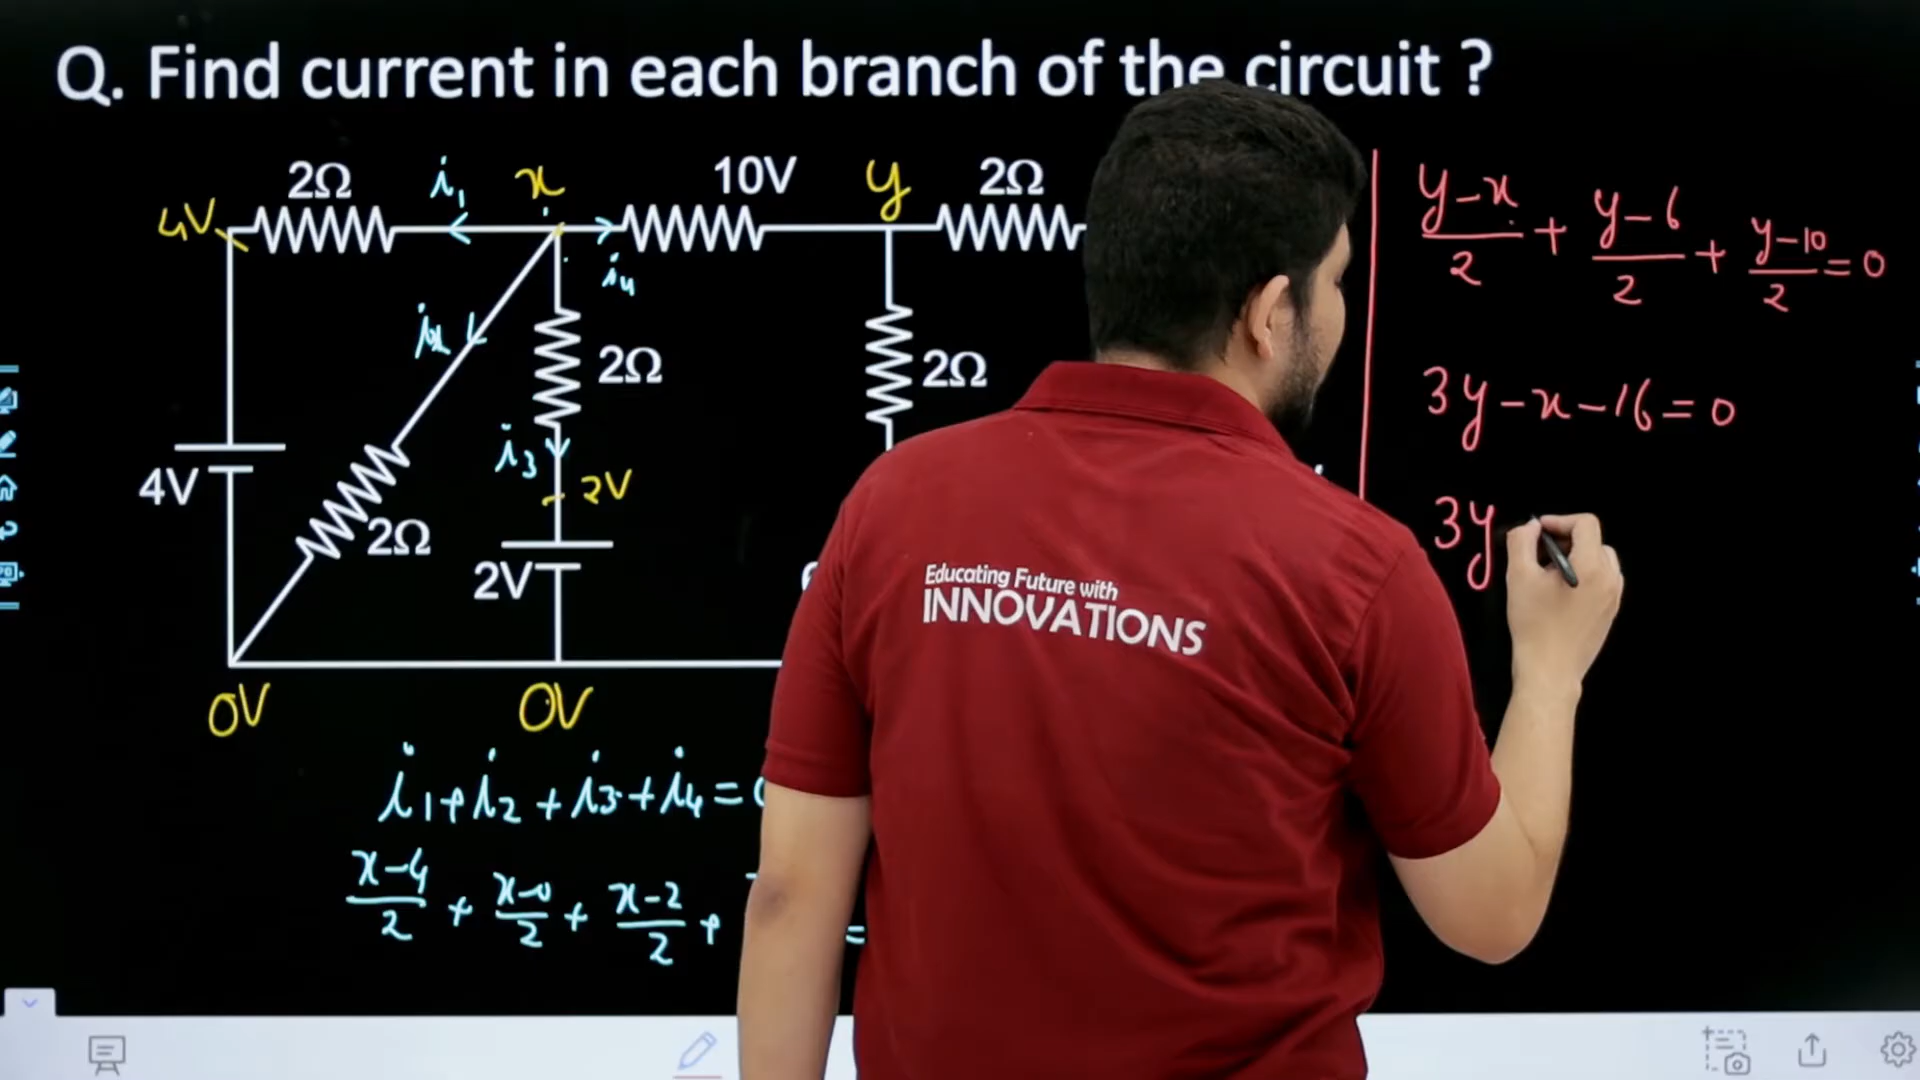 Q. Find current in each branch of the circuit ?
2Ω i₁ x 10V y 2Ω
4V
i₄
i₂
2Ω 2Ω
i₃
2V
4V
2Ω
2V
0V 0V
i₁+i₂+i₃+i₄=
x-4/2 + x-0/2 + x-2/2 + =
y-x/2 + y-6/2 + y-10/2 = 0
3y-x-16=0
3y
Educating Future with
INNOVATIONS